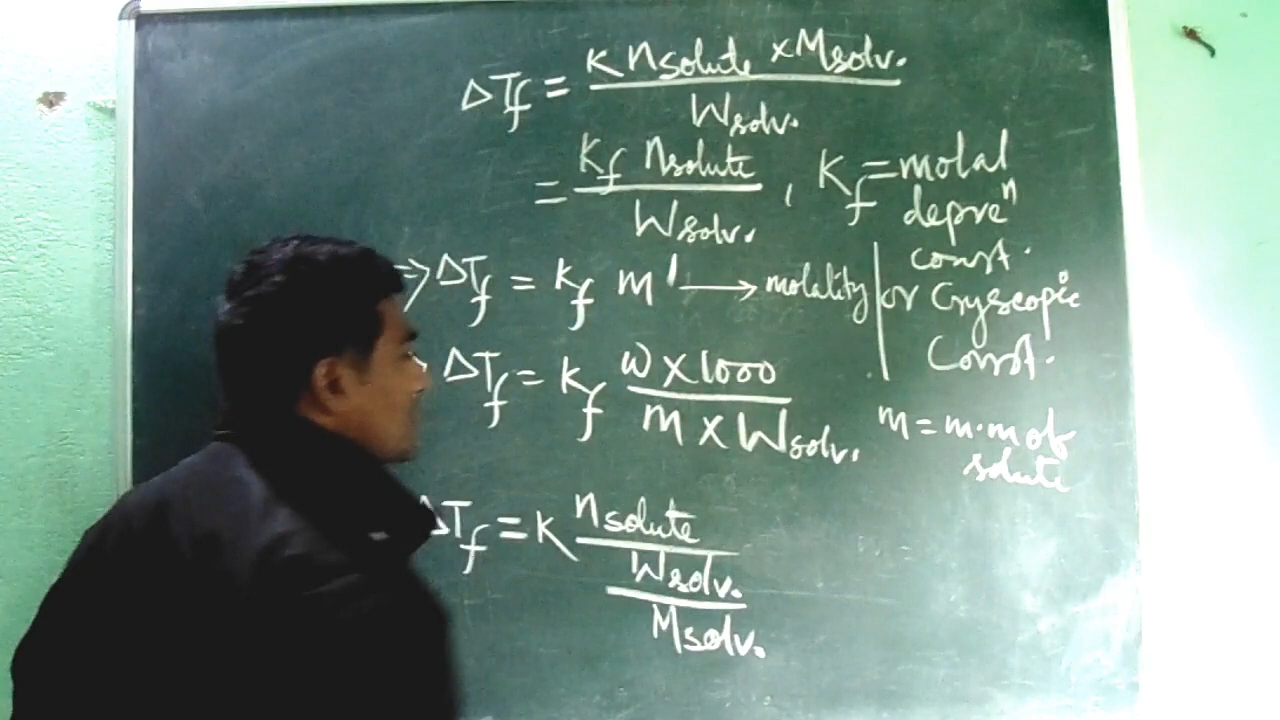 ΔTf = K nsolute × Msolv.
Wsolv.
= Kf nsolute , Kf = molal
Wsolv. depreⁿ
const.
⇒ ΔTf = Kf m' → molality or Cryscopic
Const.
ΔTf = Kf w × 1000
m × Wsolv.
m = m.m of
solute
ΔTf = K nsolute
Wsolv.
Msolv.